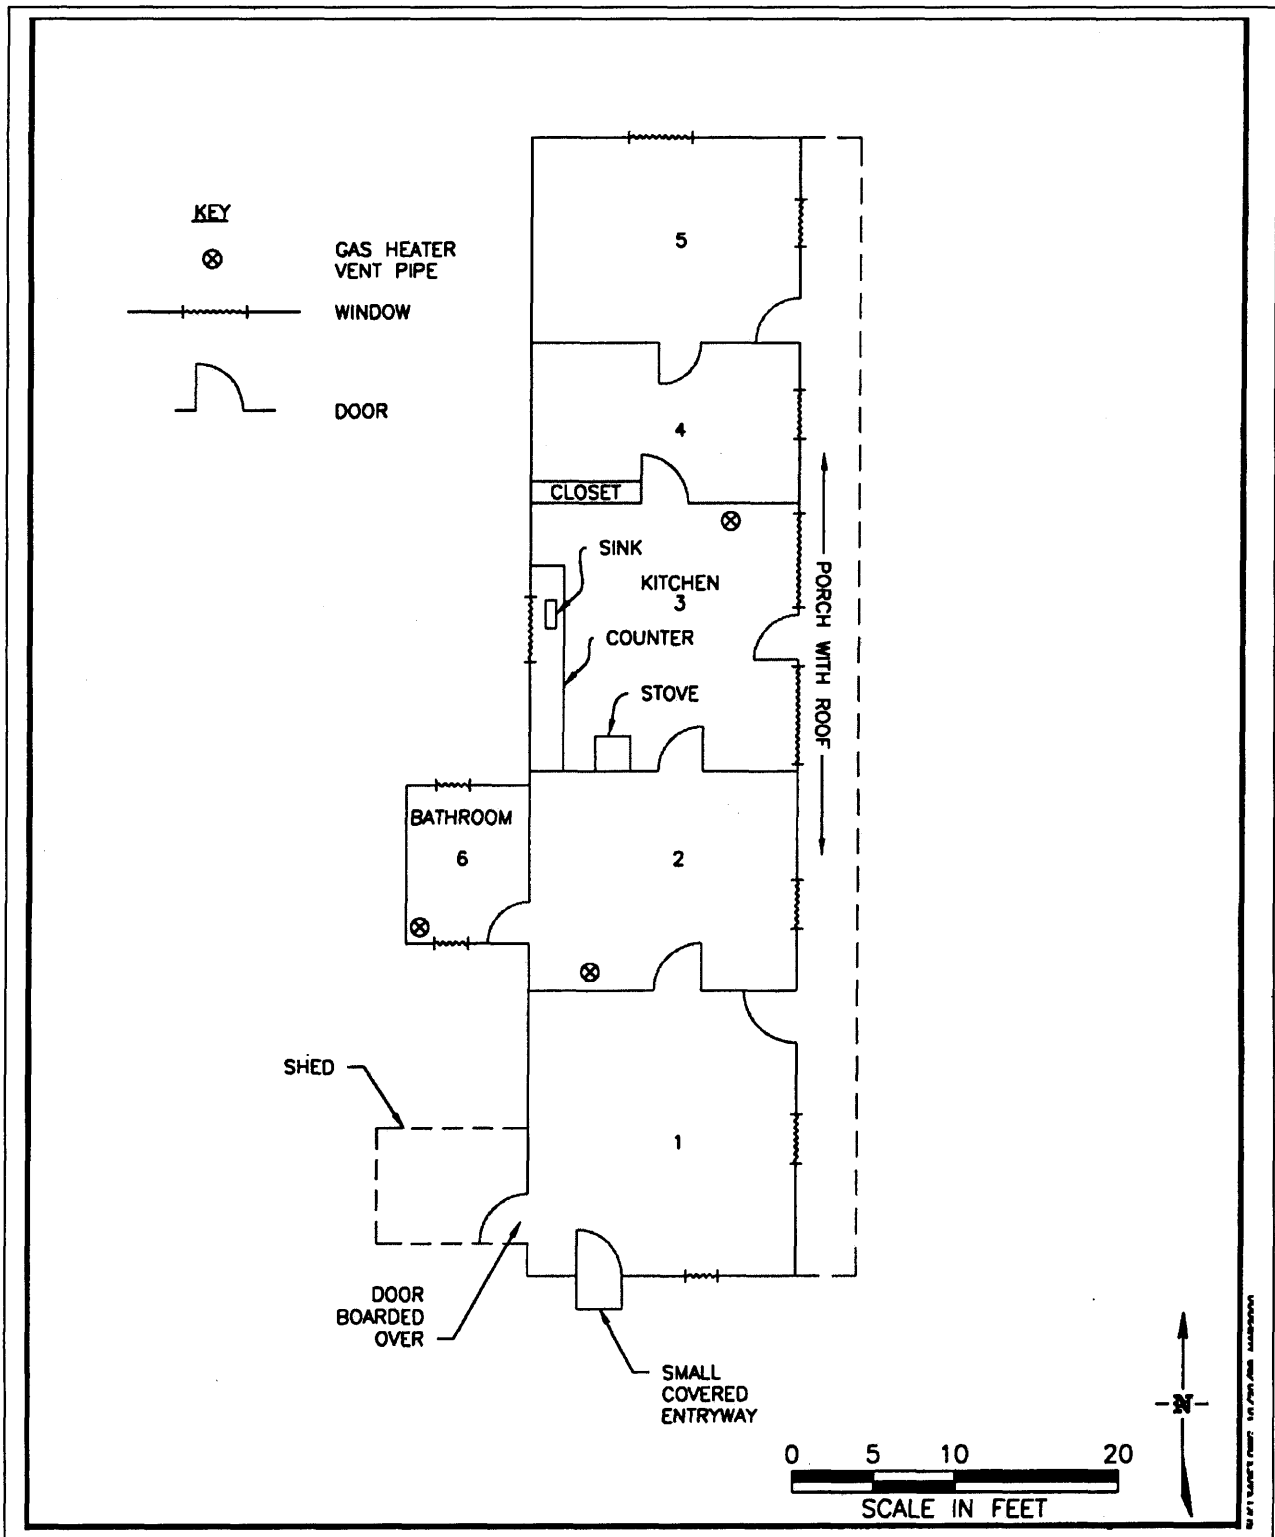 KEY
GAS HEATER
VENT PIPE
WINDOW
DOOR
5
4
CLOSET
SINK
KITCHEN
3
COUNTER
STOVE
PORCH WITH ROOF
BATHROOM
6
2
SHED
1
DOOR
BOARDED
OVER
SMALL
COVERED
ENTRYWAY
N
0 5 10 20
SCALE IN FEET